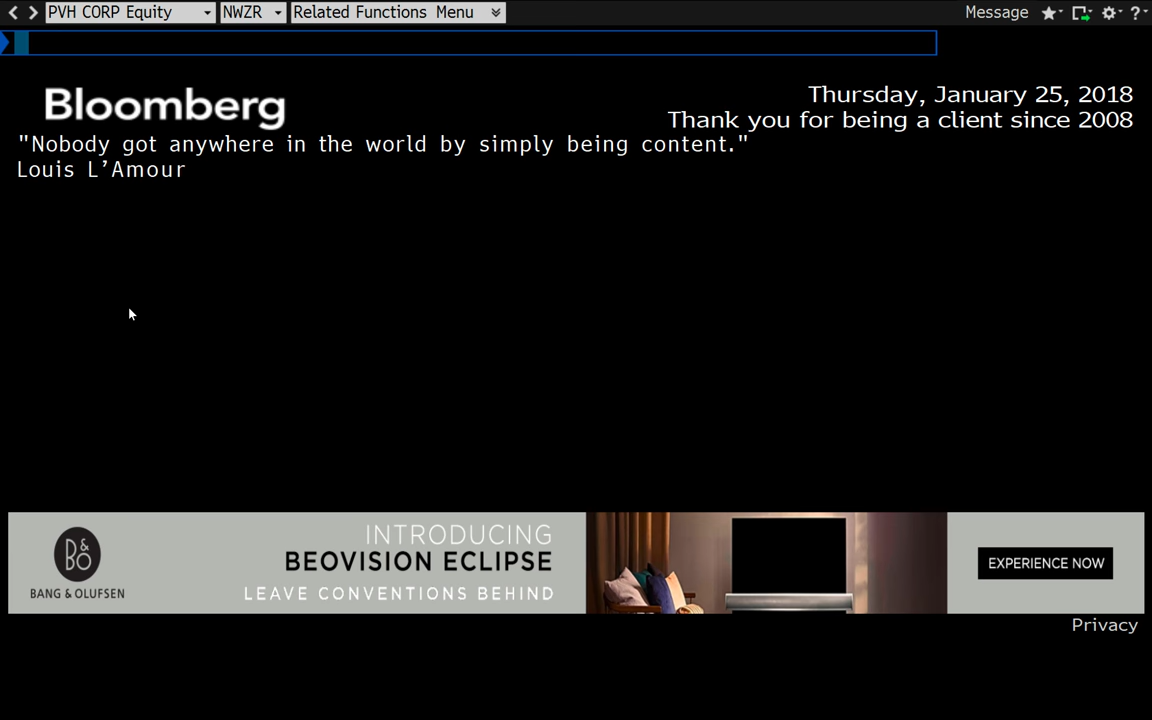 PVH CORP Equity NWZR Related Functions Menu Message ?
Bloomberg
Thursday, January 25, 2018
Thank you for being a client since 2008
"Nobody got anywhere in the world by simply being content."
Louis L’Amour
B&O
BANG & OLUFSEN
INTRODUCING
BEOVISION ECLIPSE
LEAVE CONVENTIONS BEHIND
EXPERIENCE NOW
Privacy